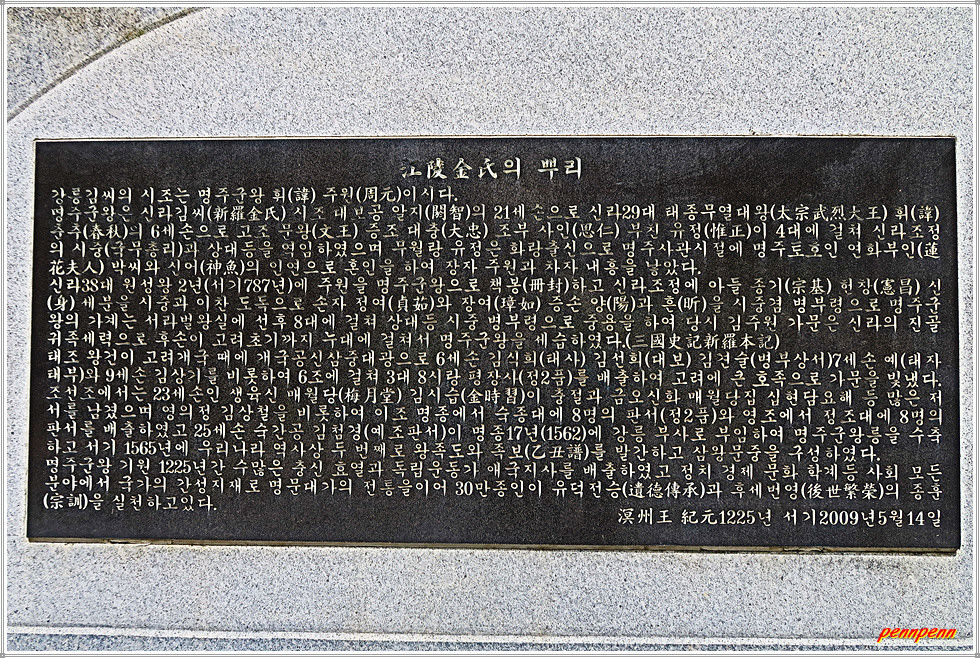 江陵金氏의 뿌리
강릉김씨의 시조는 명주군왕 휘(諱) 주원(周元)이시다.
명주군왕은 신라김씨(新羅金氏) 시조 대보공 알지(閼智)의 21세손으로 신라29대 태종무열대왕(太宗武烈大王) 휘(諱)
춘추(春秋)의 6세손으로 고조 문왕(文王) 증조 대충(大忠) 조부 사인(思仁) 부친 유정(惟正)이 4대에 걸쳐 신라조정
의 시중(국무총리)과 상대등을 역임하였으며 무월랑 유정은 화랑출신으로 명주사관시절에 명주토호인 연화부인(蓮
花夫人) 박씨와 신어(神魚)의 인연으로 혼인을 하여 장자 주원과 차자 내흥을 낳았다.
신라38대 원성왕 2년(서기787년)에 주원을 명주군왕으로 책봉(冊封)하고 신라조정에 아들 종기(宗基) 헌창(憲昌) 신
(身) 세분을 시중과 이찬 도독으로 손자 정여(貞茹)와 장여(璋如) 증손 양(陽)과 흔(昕)을 시중겸 병부령으로 명주군
왕의 가계는 서라벌왕실에 선후 8대에 걸쳐 상대등 시중 병부령으로 중용을 하여 당시 김주원 가문은 신라의 진골
귀족세력으로 후손이 고려초기까지 누대에 걸쳐서 명주군왕을 세습하였다.(三國史記新羅本記)
태조 왕건이 고려개국 때에 개국공신삼중대광으로 6세손 김식희(태사) 김선희(대보) 김견술(병부상서)7세손 예(태자
태부)와 9세손 김상기를 비롯하여 6조에 걸쳐 3대 8시랑 평장사(정2품)를 배출하여 고려에 큰 호족으로 가문을 빛냈다.
조선조에서는 23세손인 생육신 매월당(梅月堂) 김시습(金時習)이 충절과 금오신화 매월당집 십현담요해 등 많은 저
서를 남겼으며 영의정 김상철을 비롯하여 이조 명종에서 숙종대에 8명의 판서(정2품)와 영조에서 정조대에 8명의
판서를 배출하였고 25세손 숙간공 김첨경(예조판서)이 명종17년(1562)에 강릉 부사로 부임하여 명주군왕릉을 수축
하고 서기 1565년에 우리나라 역사상 두 번째로 왕족도와 족보(乙丑譜)를 발간하고 삼왕문중을 구성하였다.
명주군왕 기원 1225년간 수많은 충신 효열과 독립운동가 애국지사를 배출하였고 정치 경제 문화 학계등 사회 모든
분야에서 국가의 간성지재로 명문대가의 전통을이어 30만종인이 유덕전승(遺德傳承)과 후세번영(後世繁榮)의 종훈
(宗訓)을 실천하고있다.
溟州王 紀元1225년 서기2009년5월14일
pennpenn